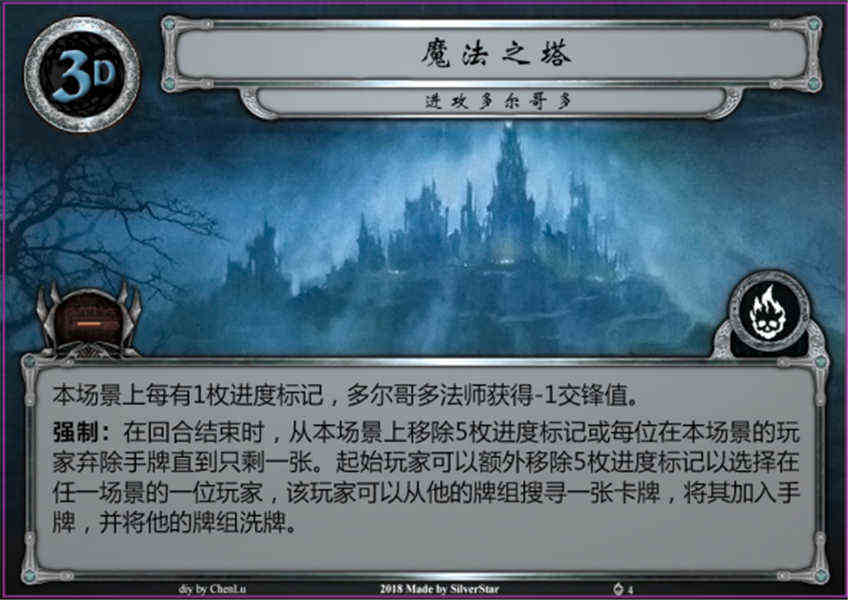 3D
魔法之塔
进攻多尔哥多
本场景上每有1枚进度标记，多尔哥多法师获得-1交锋值。
强制：在回合结束时，从本场景上移除5枚进度标记或每位在本场景的玩
家弃除手牌直到只剩一张。起始玩家可以额外移除5枚进度标记以选择在
任一场景的一位玩家，该玩家可以从他的牌组搜寻一张卡牌，将其加入手
牌，并将他的牌组洗牌。
diy by ChenLu
2018 Made by SilverStar
4